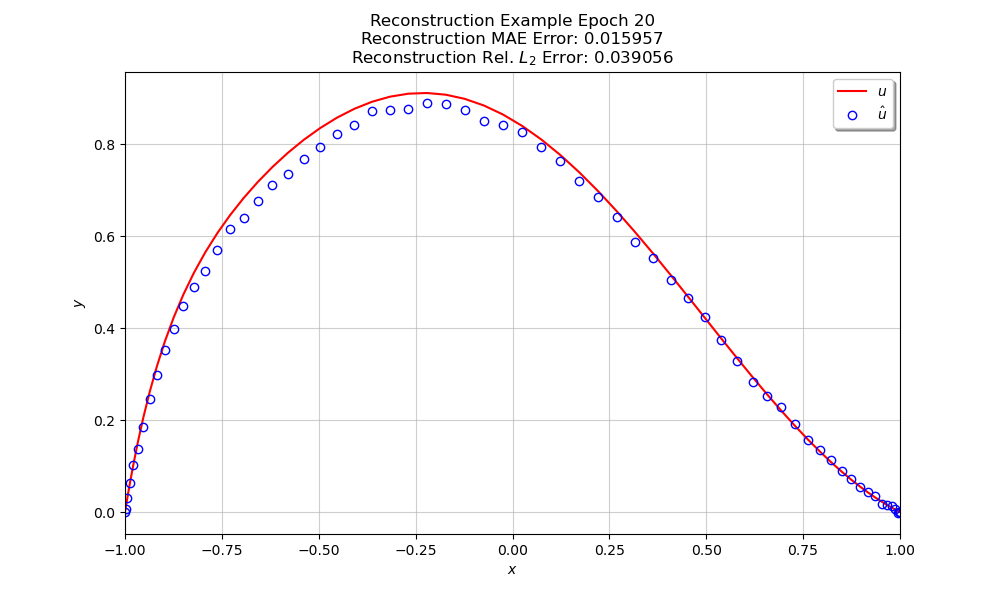 Reconstruction Example Epoch 20
Reconstruction MAE Error: 0.015957
Reconstruction Rel. $L_2$ Error: 0.039056
u
û
0.8
0.6
0.4
0.2
0.0
y
−1.00 −0.75 −0.50 −0.25 0.00 0.25 0.50 0.75 1.00
x